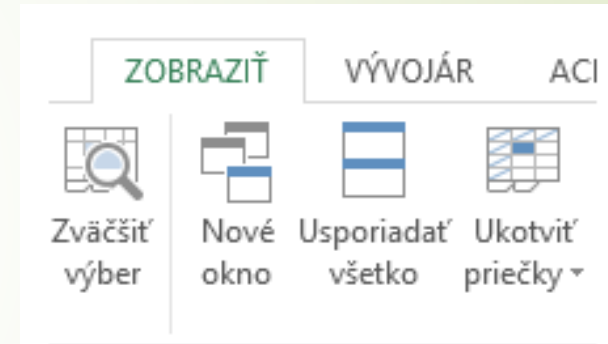 ZOBRAZIŤ VÝVOJÁR
Zväčšiť Nové Usporiadať Ukotviť
výber okno všetko priečky